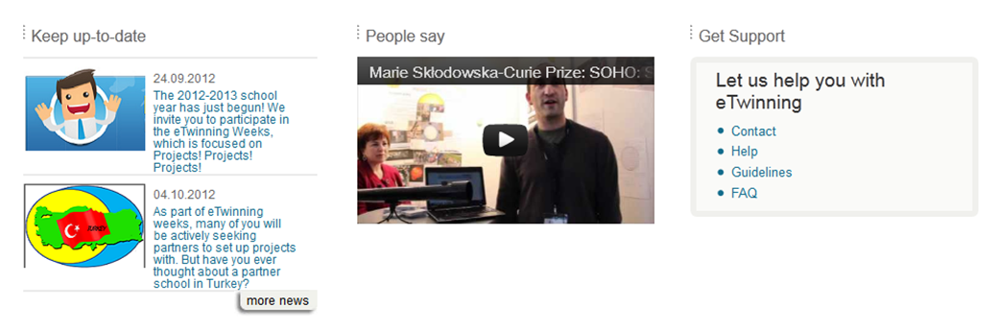 Keep up-to-date
24.09.2012
The 2012-2013 school
year has just begun! We
invite you to participate in
the eTwinning Weeks,
which is focused on
Projects! Projects!
Projects!
TURKEY
04.10.2012
As part of eTwinning
weeks, many of you will
be actively seeking
partners to set up projects
with. But have you ever
thought about a partner
school in Turkey?
more news
People say
Marie Skłodowska-Curie Prize: SOHO: S
Get Support
Let us help you with
eTwinning
Contact
Help
Guidelines
FAQ